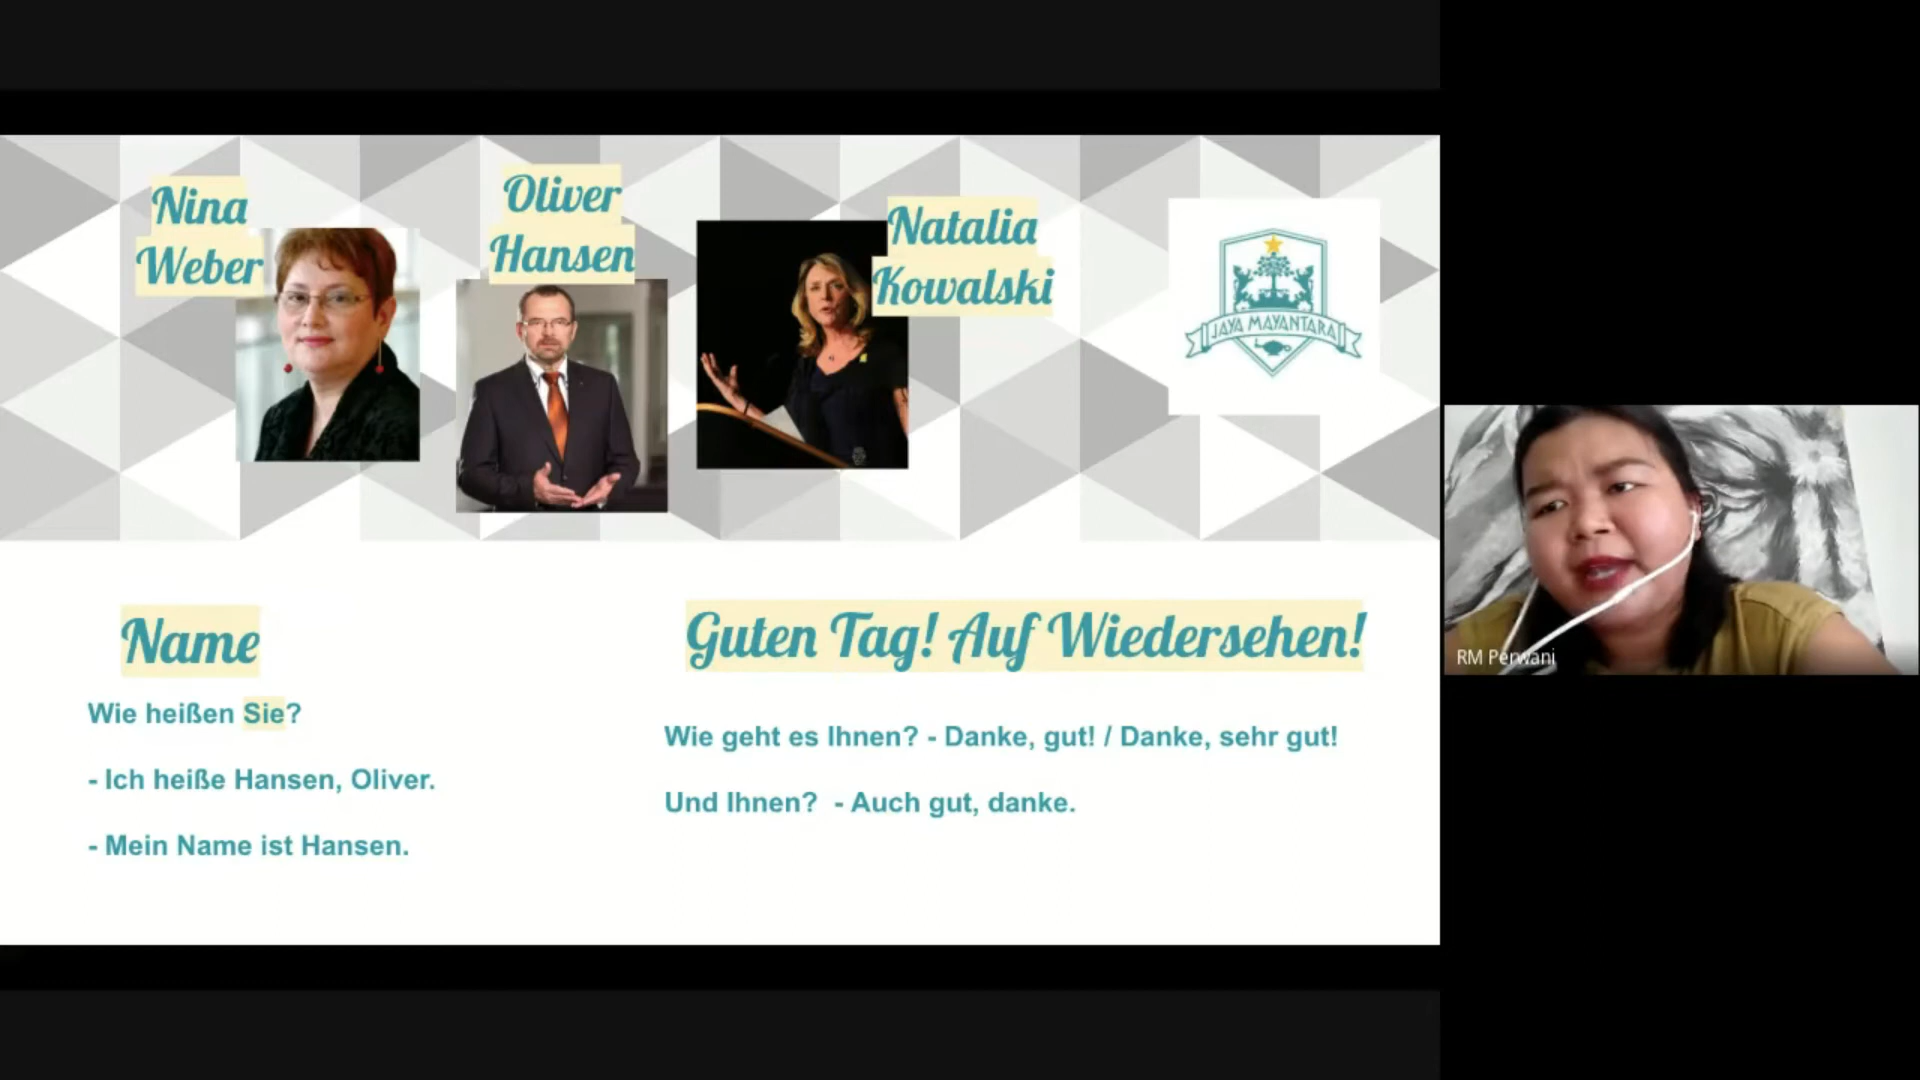 Nina
Weber
Oliver
Hansen
Natalia
Kowalski
JAYA MAYANTARA
Name
Wie heißen Sie?
- Ich heiße Hansen, Oliver.
- Mein Name ist Hansen.
Guten Tag! Auf Wiedersehen!
Wie geht es Ihnen? - Danke, gut! / Danke, sehr gut!
Und Ihnen? - Auch gut, danke.
RM Perwani